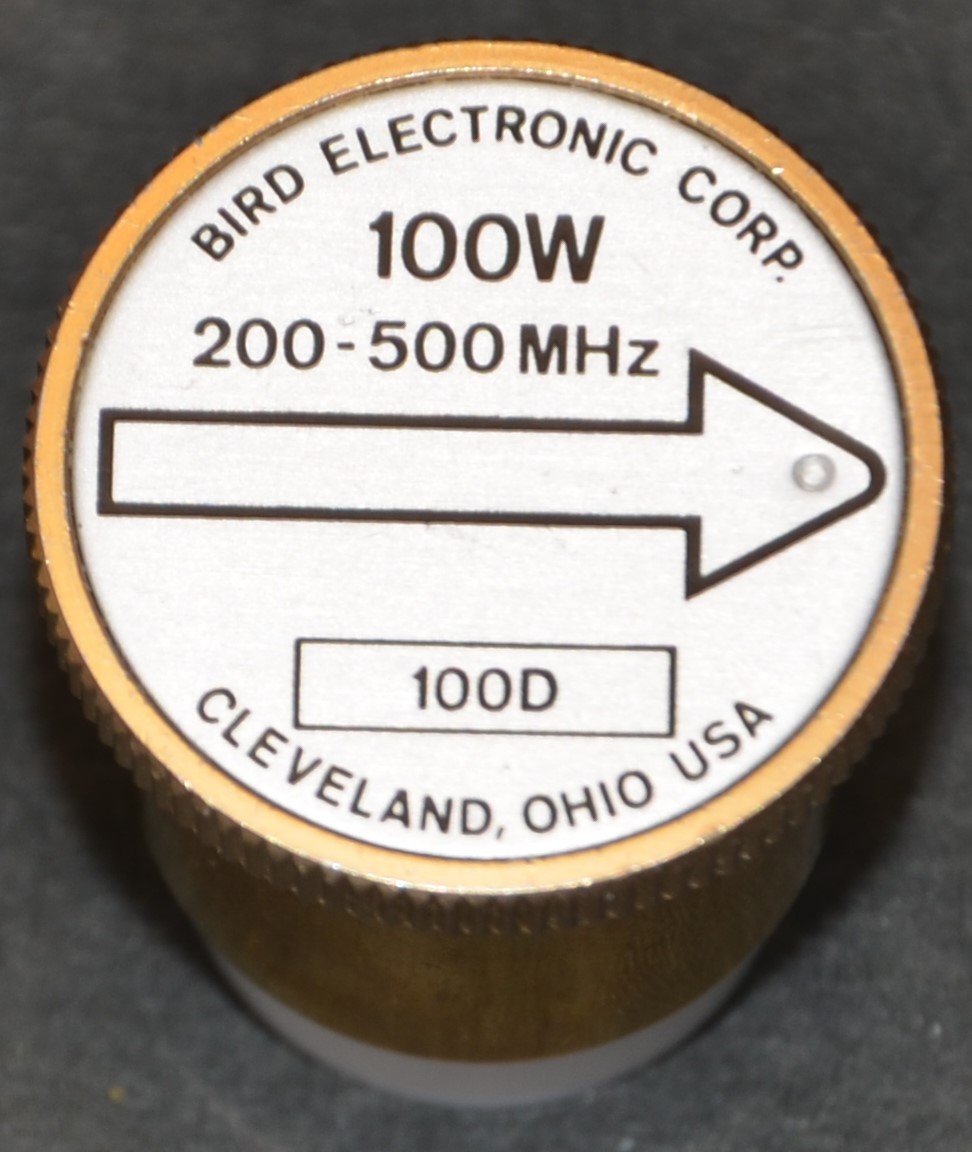 BIRD ELECTRONIC CORP.
100W
200-500 MHz
100D
CLEVELAND, OHIO USA